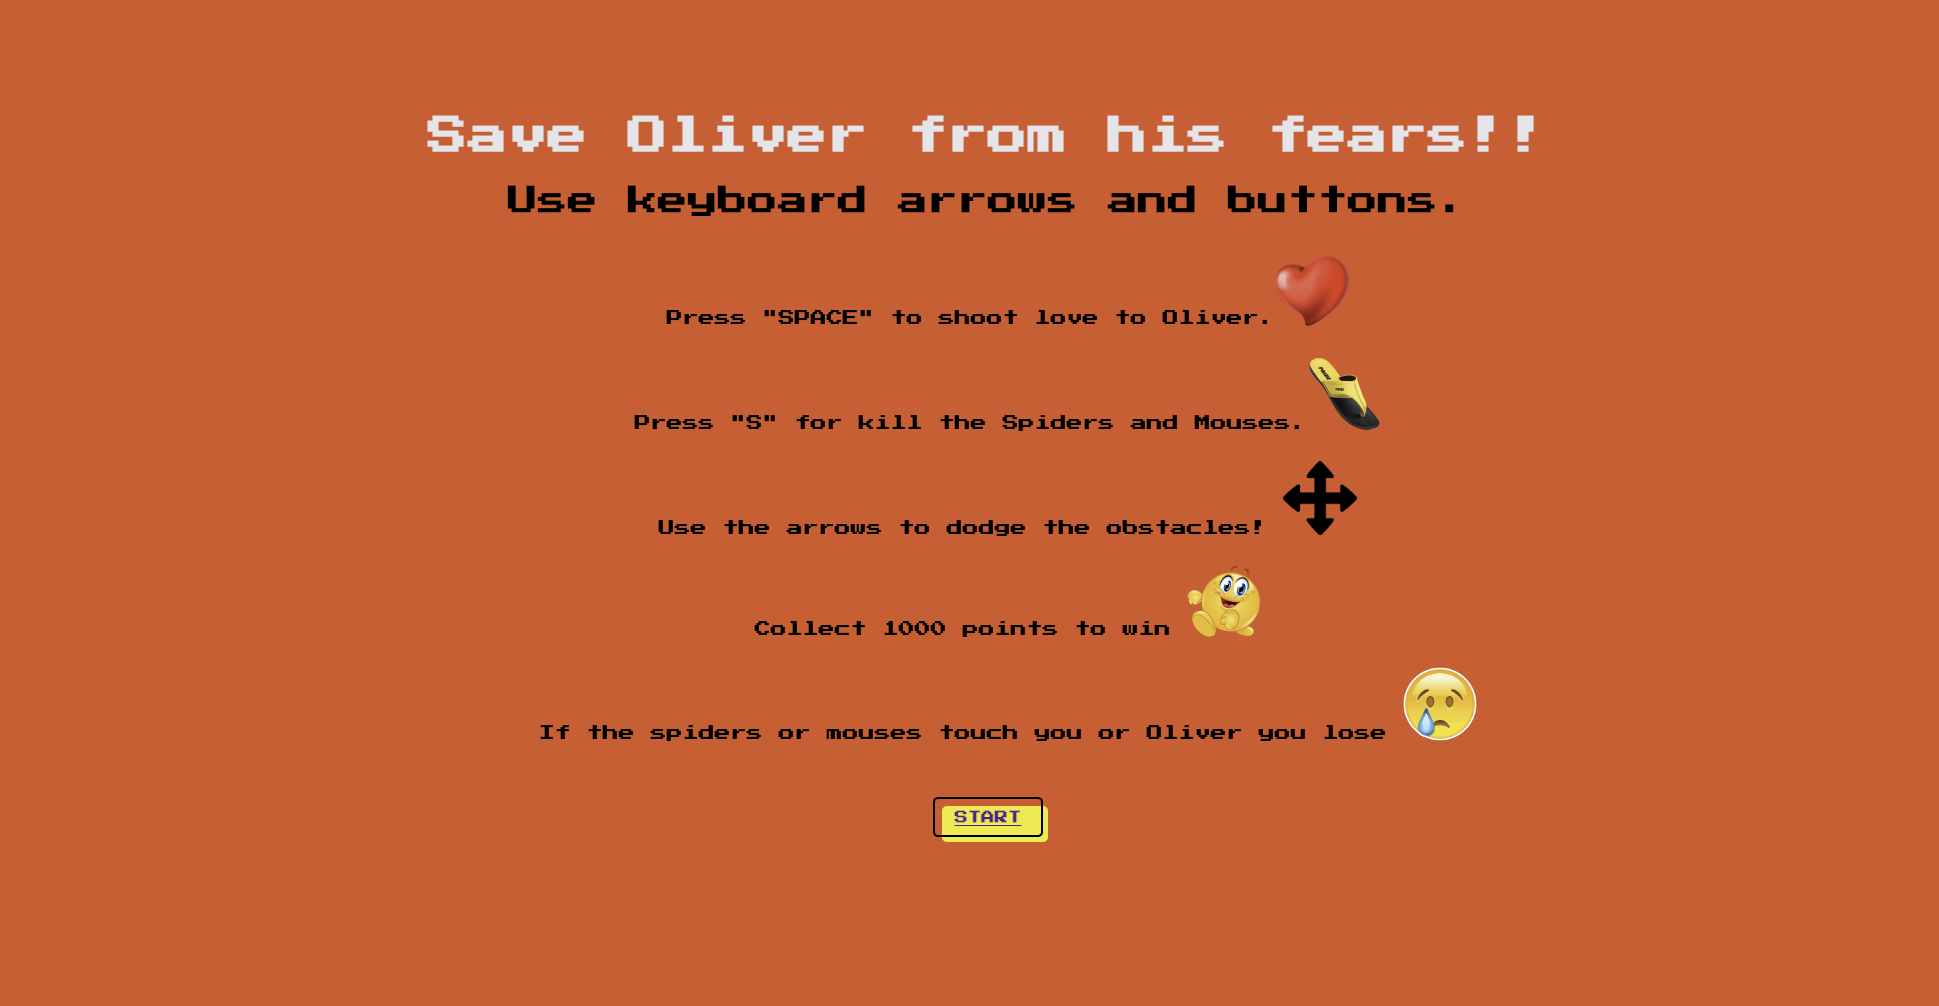 Save Oliver from his fears!!
Use keyboard arrows and buttons.
Press "SPACE" to shoot love to Oliver.
Press "S" for kill the Spiders and Mouses.
Use the arrows to dodge the obstacles!
Collect 1000 points to win
If the spiders or mouses touch you or Oliver you lose
START